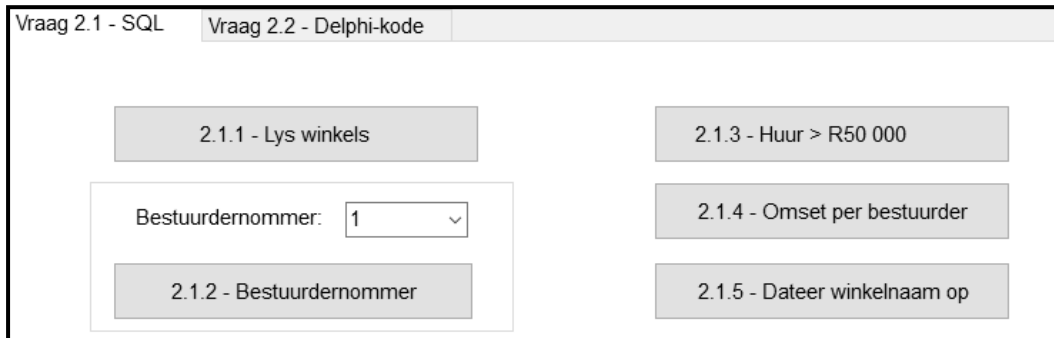 Vraag 2.1 - SQL
Vraag 2.2 - Delphi-kode
2.1.1 - Lys winkels
Bestuurdernommer: 1
2.1.2 - Bestuurdernommer
2.1.3 - Huur > R50 000
2.1.4 - Omset per bestuurder
2.1.5 - Dateer winkelnaam op